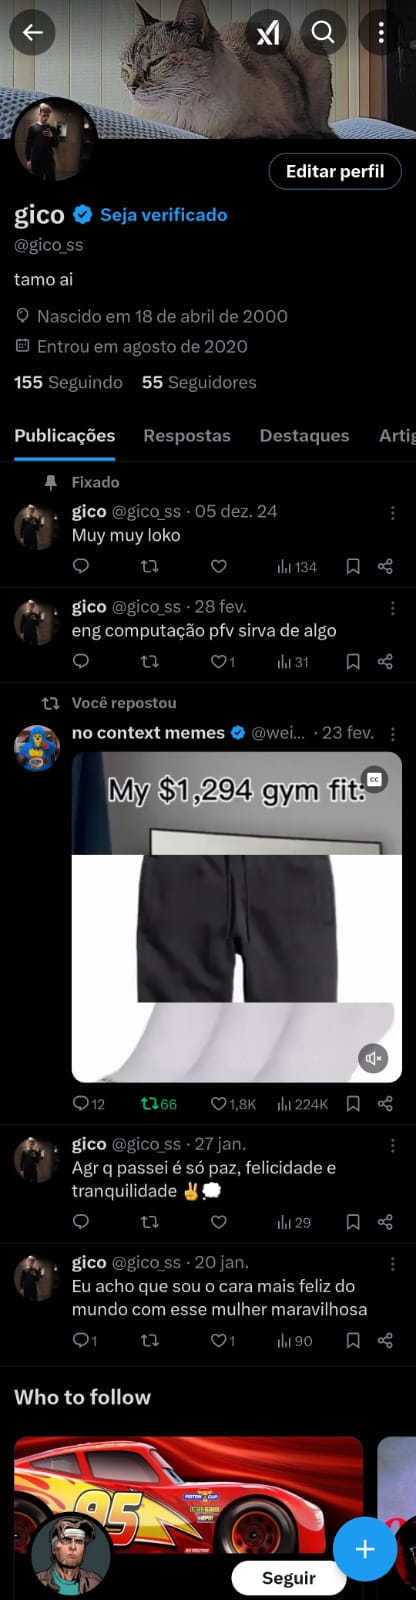 gico Seja verificado
@gico_ss
tamo ai
Nascido em 18 de abril de 2000
Entrou em agosto de 2020
155 Seguindo 55 Seguidores
Editar perfil
Publicações Respostas Destaques Artig
Fixado
gico @gico_ss · 05 dez. 24
Muy muy loko
134
gico @gico_ss · 28 fev.
eng computação pfv sirva de algo
1 31
Você repostou
no context memes @wei... · 23 fev.
My $1,294 gym fit:
CC
12 66 1,8K 224K
gico @gico_ss · 27 jan.
Agr q passei é só paz, felicidade e
tranquilidade ✌️💭
29
gico @gico_ss · 20 jan.
Eu acho que sou o cara mais feliz do
mundo com esse mulher maravilhosa
1 1 90
Who to follow
PISTON CUP
95
Seguir